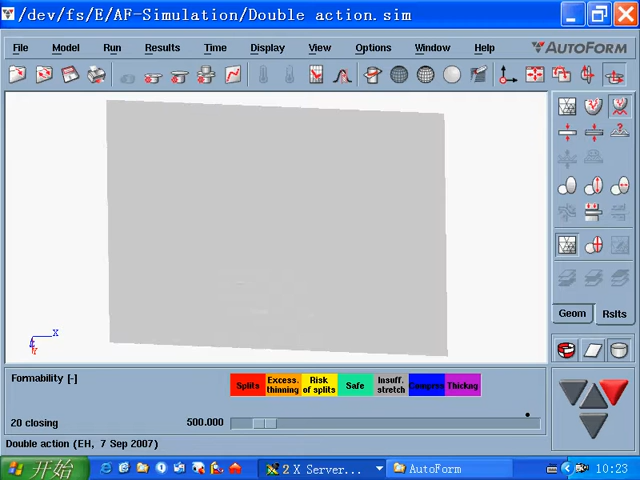 /dev/fs/E/AF-Simulation/Double action.sim
File Model Run Results Time Display View Options Window Help AUTOFORM
Geom Rslts
X
Y
Formability [-]
Splits
Excess. thinning
Risk of splits
Safe
Insuff. stretch
Compress
Thickng
20 closing 500.000
Double action (EH, 7 Sep 2007)
开始 2 X Server... AutoForm 10:23